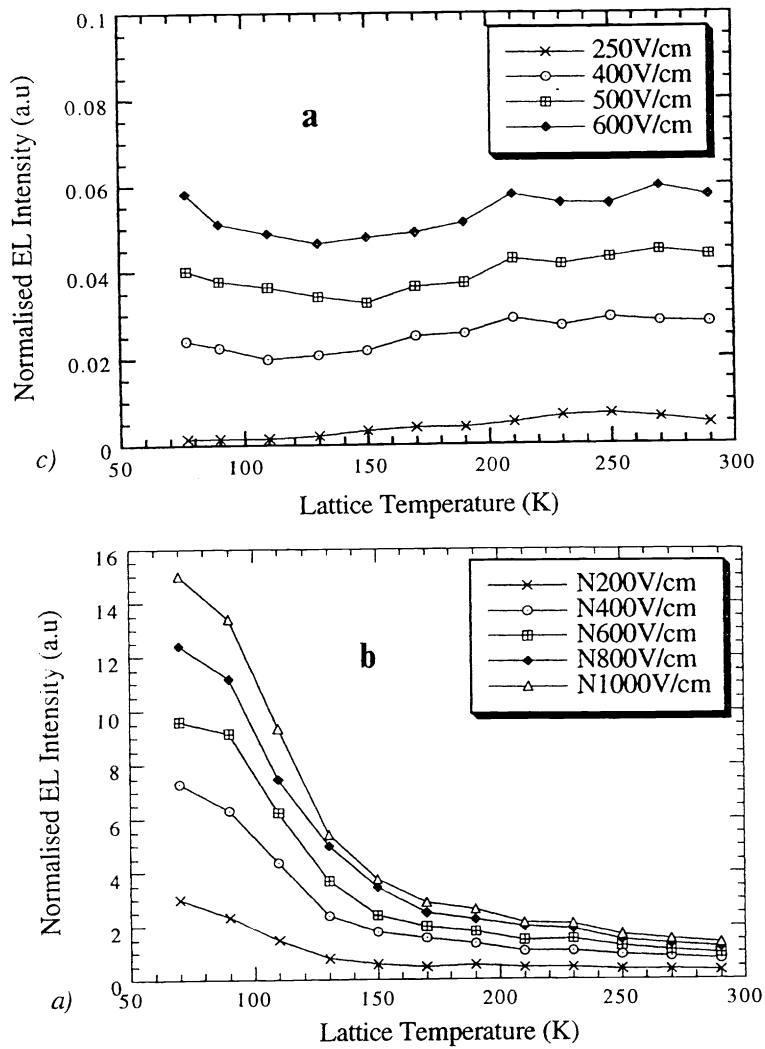 0.1
0.08
0.06
0.04
0.02
0
Normalised EL Intensity (a.u)
a
250V/cm
400V/cm
500V/cm
600V/cm
c)
50 100 150 200 250 300
Lattice Temperature (K)
16
14
12
10
8
6
4
2
0
Normalised EL Intensity (a.u)
b
N200V/cm
N400V/cm
N600V/cm
N800V/cm
N1000V/cm
a)
50 100 150 200 250 300
Lattice Temperature (K)